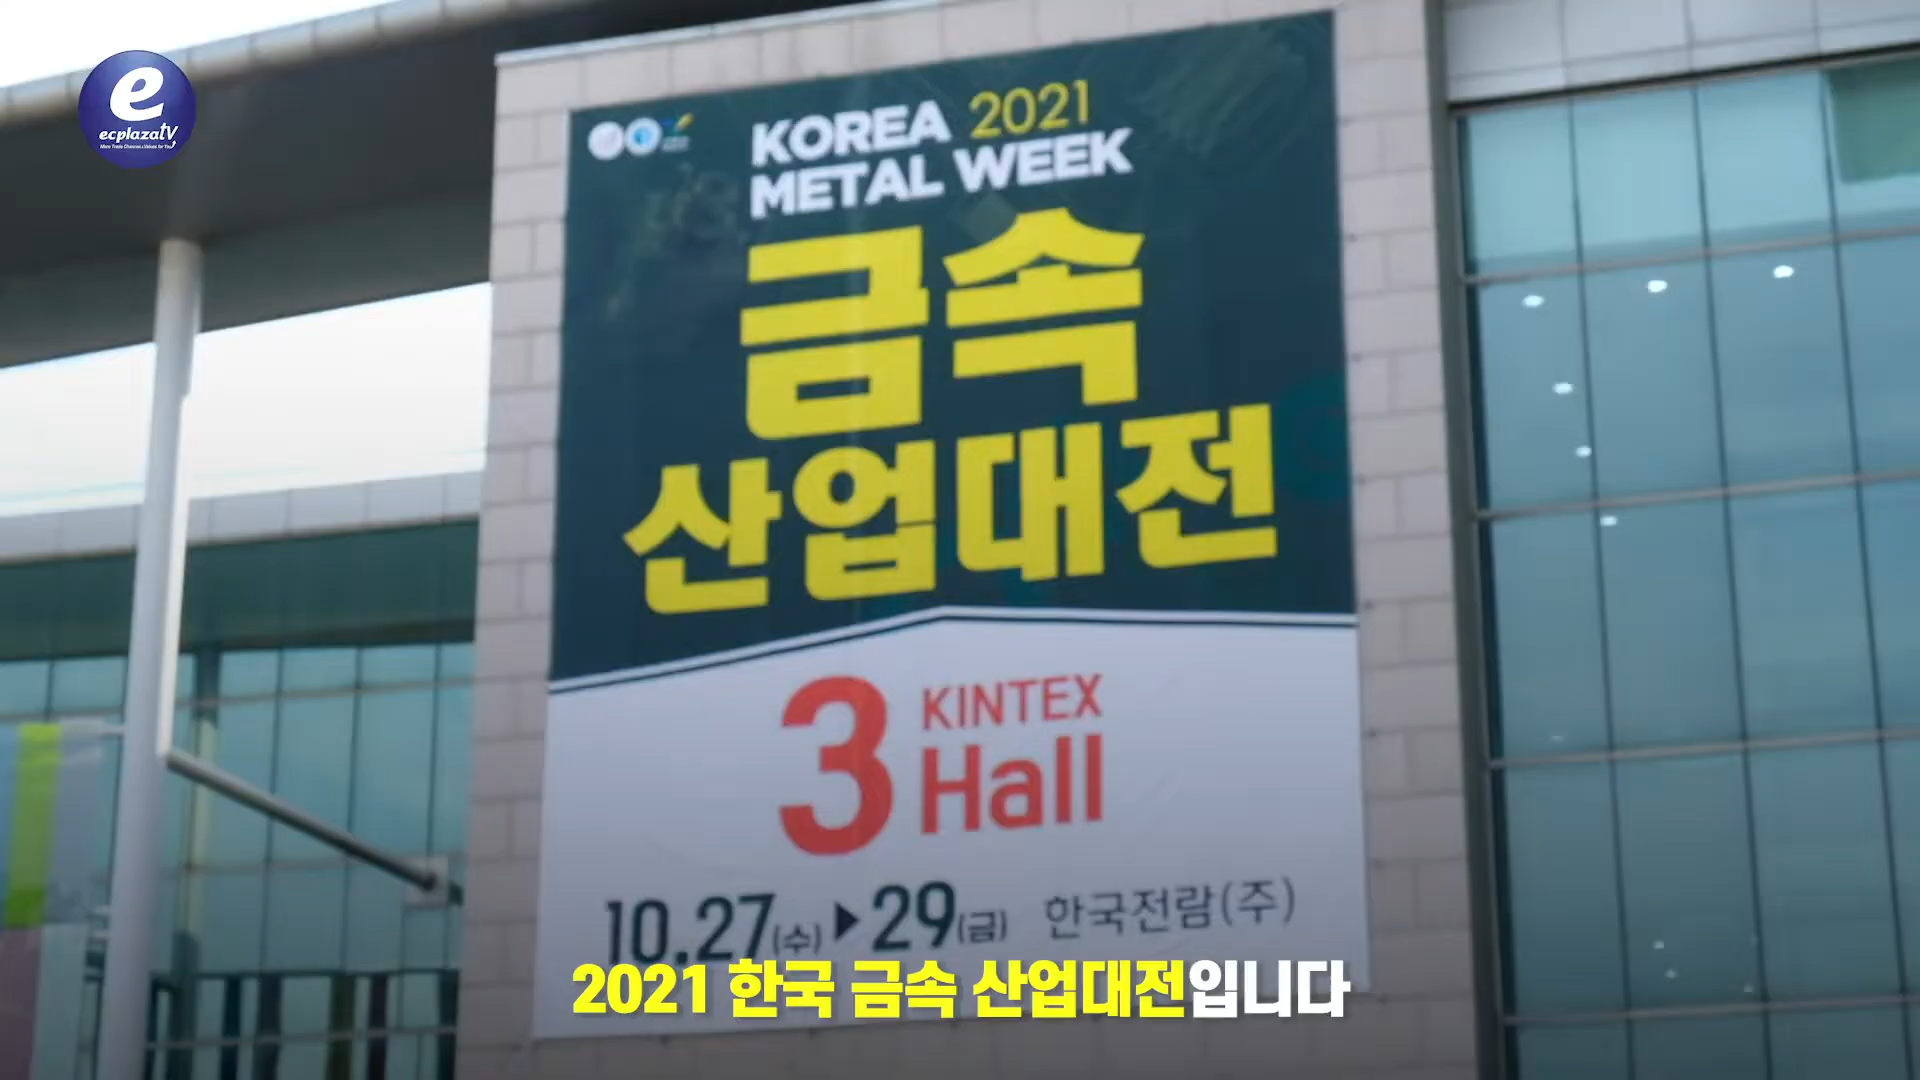 e
ecplazatv
KOREA 2021
METAL WEEK
금속
산업대전
3 KINTEX
Hall
10.27(수)▶29(금) 한국전람(주)
2021 한국 금속 산업대전입니다